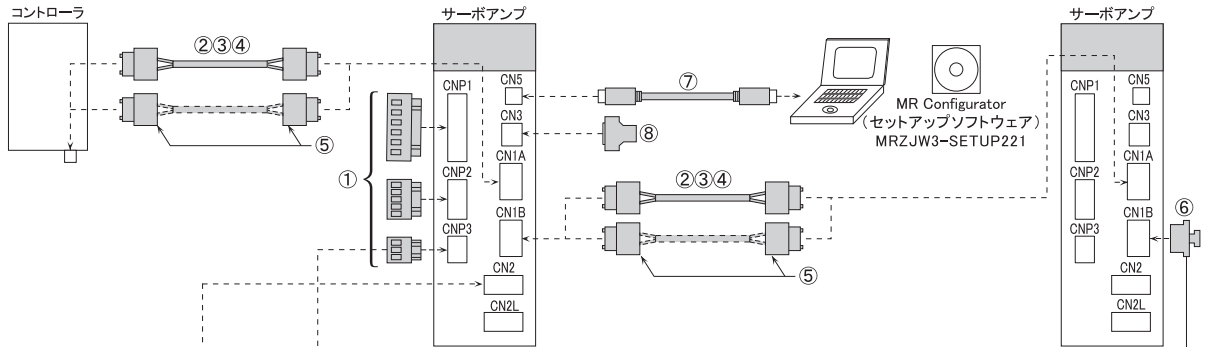 コントローラ
②③④
⑤
サーボアンプ
①
CNP1
CNP2
CNP3
CN5
CN3
CN1A
CN1B
CN2
CN2L
⑦
⑧
MR Configurator
(セットアップソフトウェア)
MRZJW3-SETUP221
②③④
⑤
サーボアンプ
CNP1
CNP2
CNP3
CN5
CN3
CN1A
CN1B
CN2
CN2L
⑥